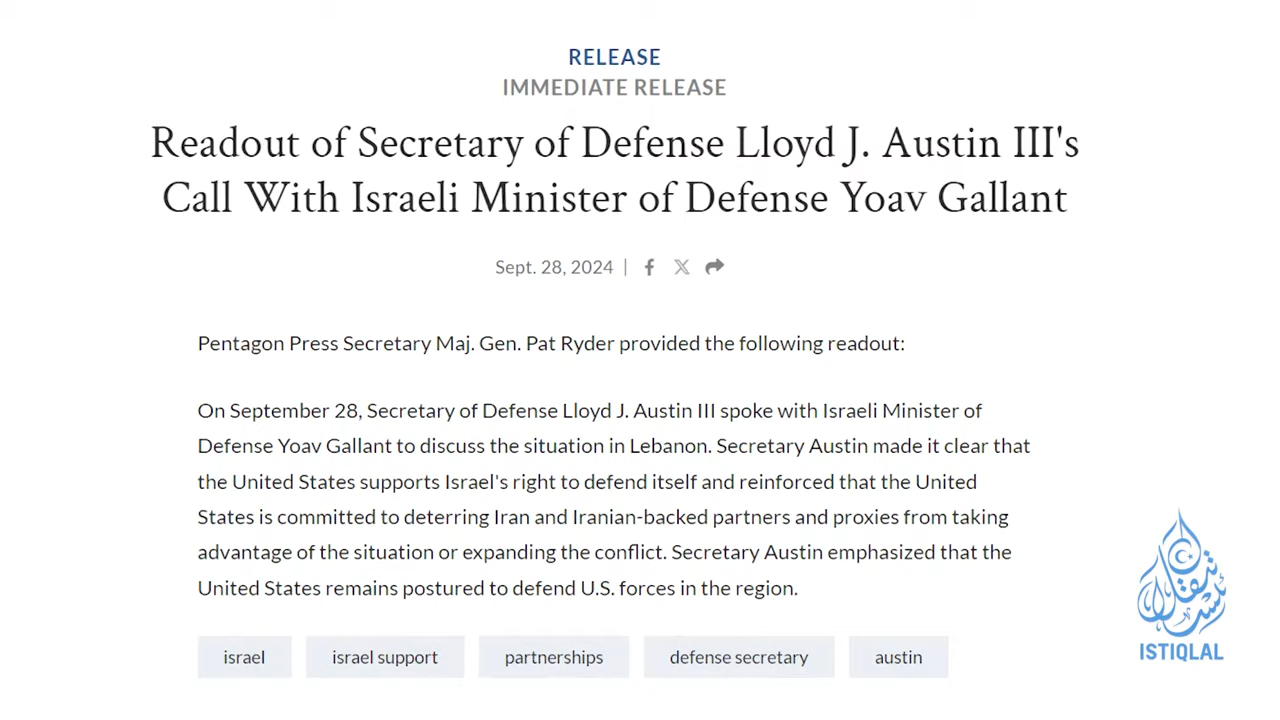 RELEASE
IMMEDIATE RELEASE
Readout of Secretary of Defense Lloyd J. Austin III's
Call With Israeli Minister of Defense Yoav Gallant
Sept. 28, 2024 |
Pentagon Press Secretary Maj. Gen. Pat Ryder provided the following readout:
On September 28, Secretary of Defense Lloyd J. Austin III spoke with Israeli Minister of
Defense Yoav Gallant to discuss the situation in Lebanon. Secretary Austin made it clear that
the United States supports Israel's right to defend itself and reinforced that the United
States is committed to deterring Iran and Iranian-backed partners and proxies from taking
advantage of the situation or expanding the conflict. Secretary Austin emphasized that the
United States remains postured to defend U.S. forces in the region.
israel israel support partnerships defense secretary austin
ISTIQLAL